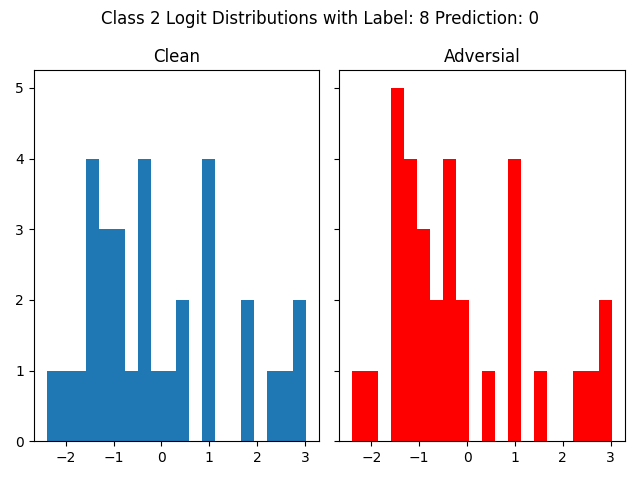 Class 2 Logit Distributions with Label: 8 Prediction: 0
Clean
Adversial
5
4
3
2
1
0
−2 −1 0 1 2 3
−2 −1 0 1 2 3